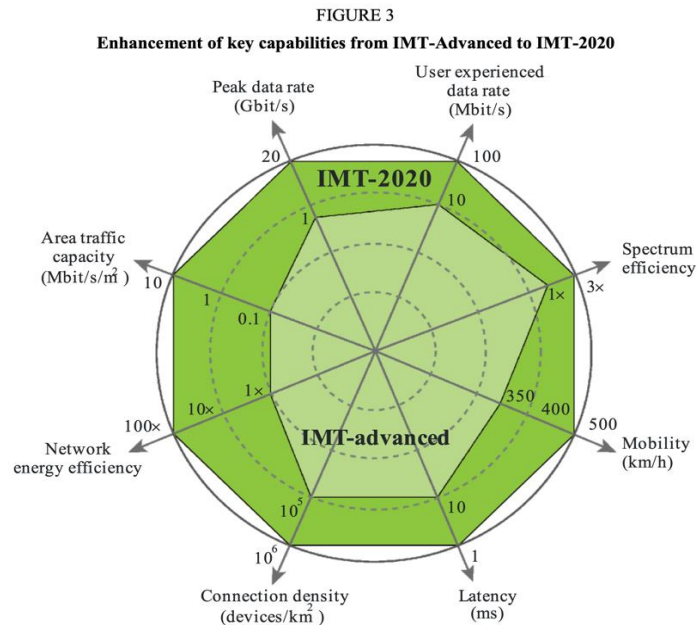 FIGURE 3
Enhancement of key capabilities from IMT-Advanced to IMT-2020
Peak data rate
(Gbit/s)
User experienced
data rate
(Mbit/s)
20
100
IMT-2020
1
10
Area traffic
capacity
(Mbit/s/m²)
Spectrum
efficiency
10
1
0.1
1×
3×
1×
350
10×
400
100×
500
Network
energy efficiency
IMT-advanced
Mobility
(km/h)
10⁵
10
10⁶
1
Connection density
(devices/km²)
Latency
(ms)